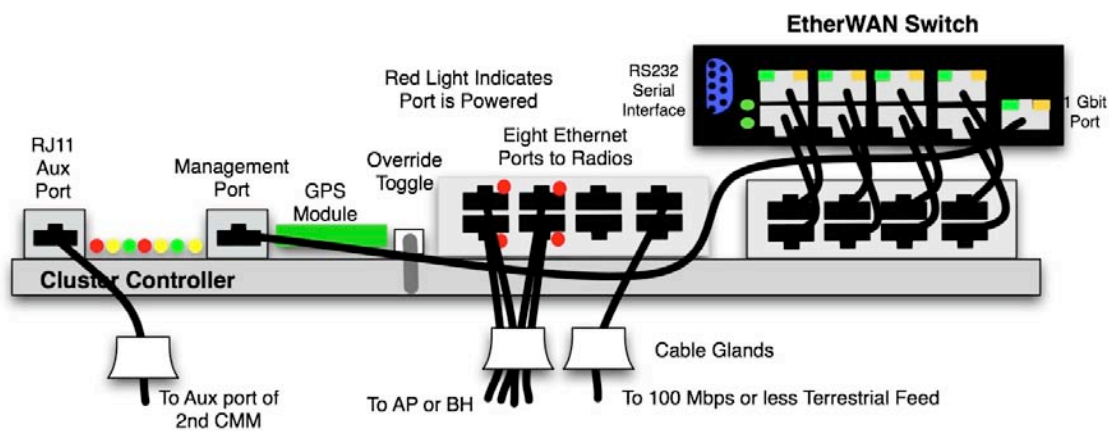 EtherWAN Switch
Red Light Indicates
Port is Powered
RS232
Serial
Interface
1 Gbit
Port
Eight Ethernet
Ports to Radios
RJ11
Aux
Port
Management
Port
GPS
Module
Override
Toggle
Cluster Controller
Cable Glands
To Aux port of
2nd CMM
To AP or BH
To 100 Mbps or less Terrestrial Feed